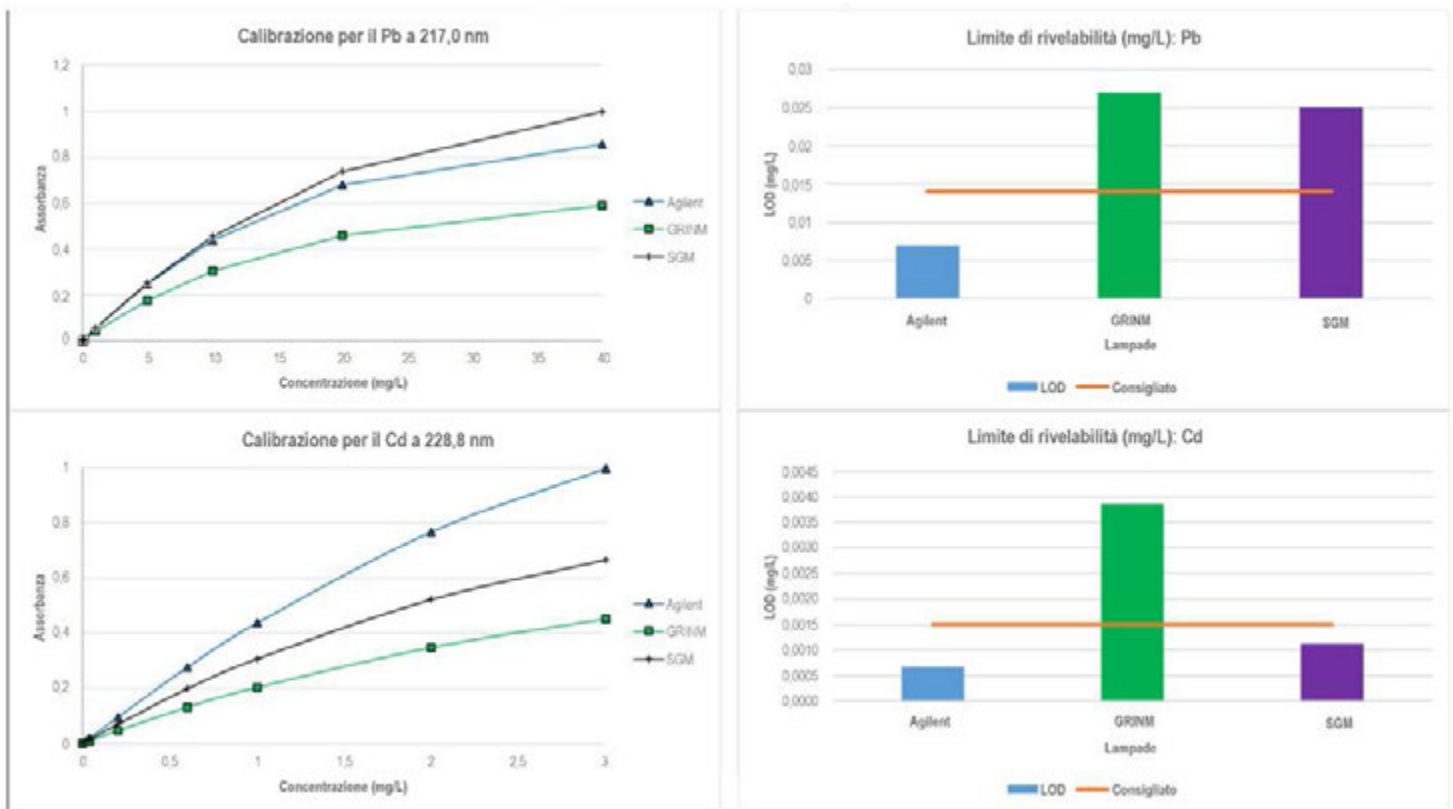 Calibrazione per il Pb a 217,0 nm
1,2
1
0,8
0,6
0,4
0,2
0
Assorbanza
0 5 10 15 20 25 30 35 40
Concentrazione (mg/L)
Agilent
GRINM
SGM
Limite di rivelabilità (mg/L): Pb
0,03
0,025
0,02
0,015
0,01
0,005
0
LOD (mg/L)
Agilent GRINM SGM
Lampade
LOD Consigliato
Calibrazione per il Cd a 228,8 nm
1
0,8
0,6
0,4
0,2
0
Assorbanza
0 0,5 1 1,5 2 2,5 3
Concentrazione (mg/L)
Agilent
GRINM
SGM
Limite di rivelabilità (mg/L): Cd
0,0045
0,0040
0,0035
0,0030
0,0025
0,0020
0,0015
0,0010
0,0005
0,0000
LOD (mg/L)
Agilent GRINM SGM
Lampade
LOD Consigliato